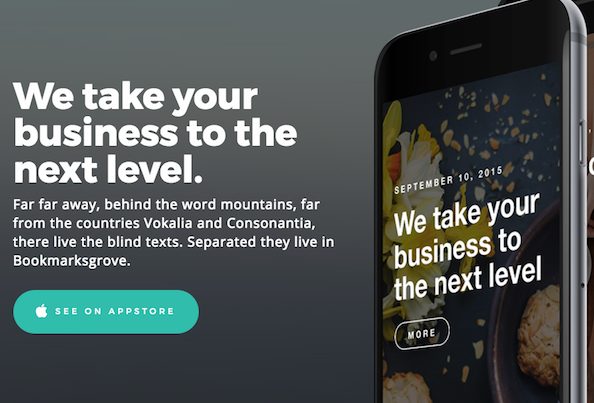 We take your
business to the
next level.
Far far away, behind the word mountains, far
from the countries Vokalia and Consonantia,
there live the blind texts. Separated they live in
Bookmarksgrove.
SEE ON APPSTORE
SEPTEMBER 10, 2015
We take your
business to
the next level
MORE